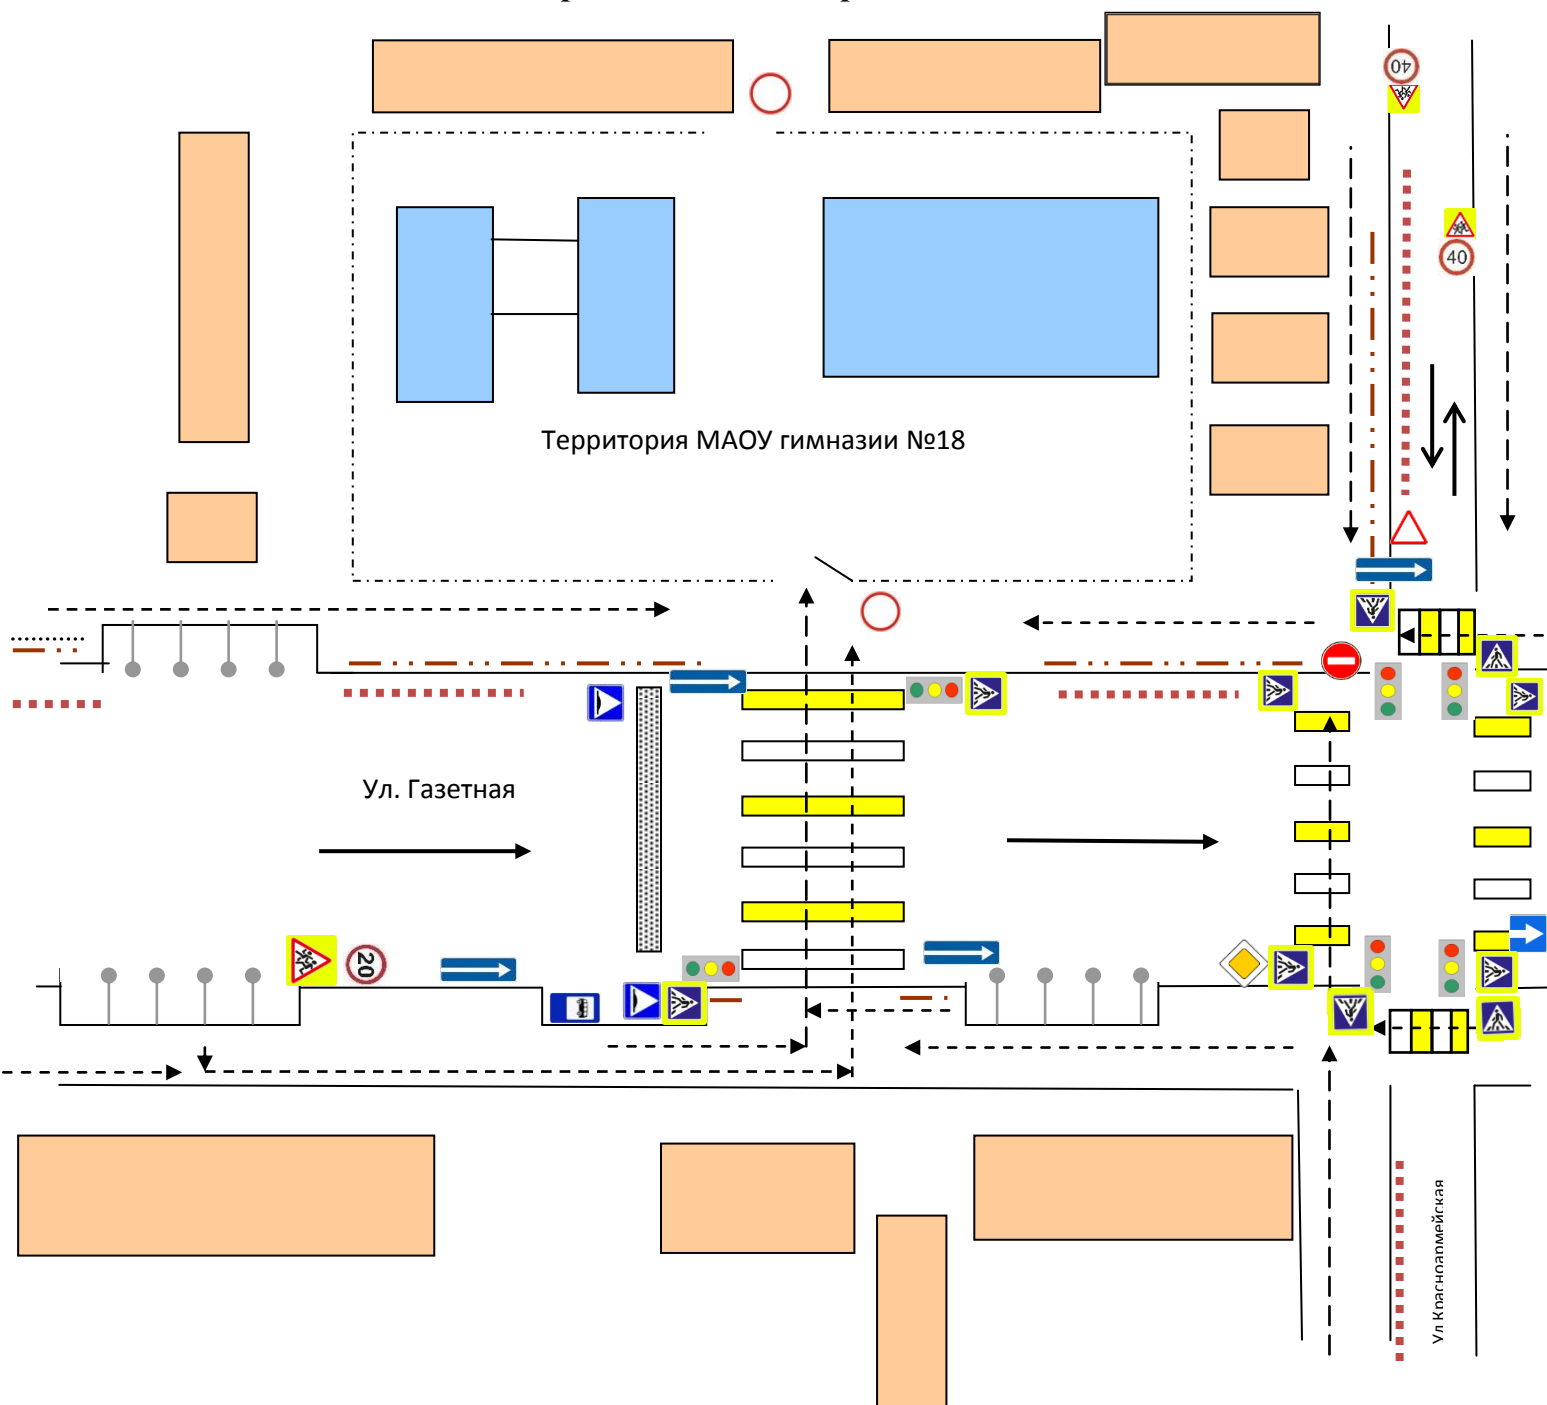 40
40
Территория МАОУ гимназии №18
Ул. Газетная
20
Ул Красноармейская